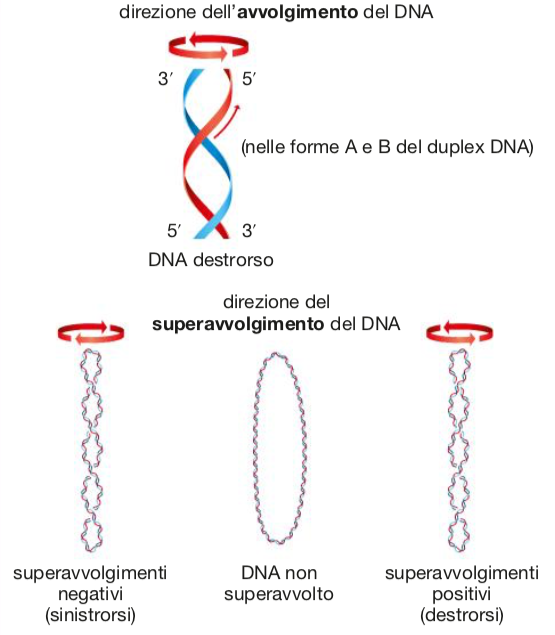 direzione dell'avvolgimento del DNA
3′ 5′
(nelle forme A e B del duplex DNA)
5′ 3′
DNA destrorso
direzione del
superavvolgimento del DNA
superavvolgimenti
negativi
(sinistrorsi)
DNA non
superavvolto
superavvolgimenti
positivi
(destrorsi)